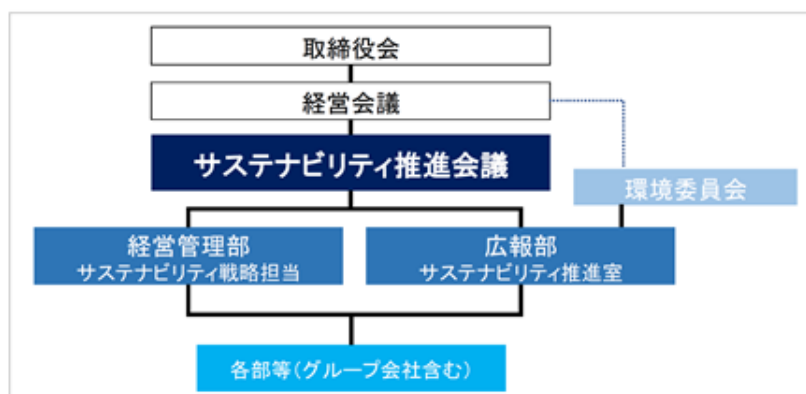 取締役会
経営会議
サステナビリティ推進会議
環境委員会
経営管理部
サステナビリティ戦略担当
広報部
サステナビリティ推進室
各部等(グループ会社含む)